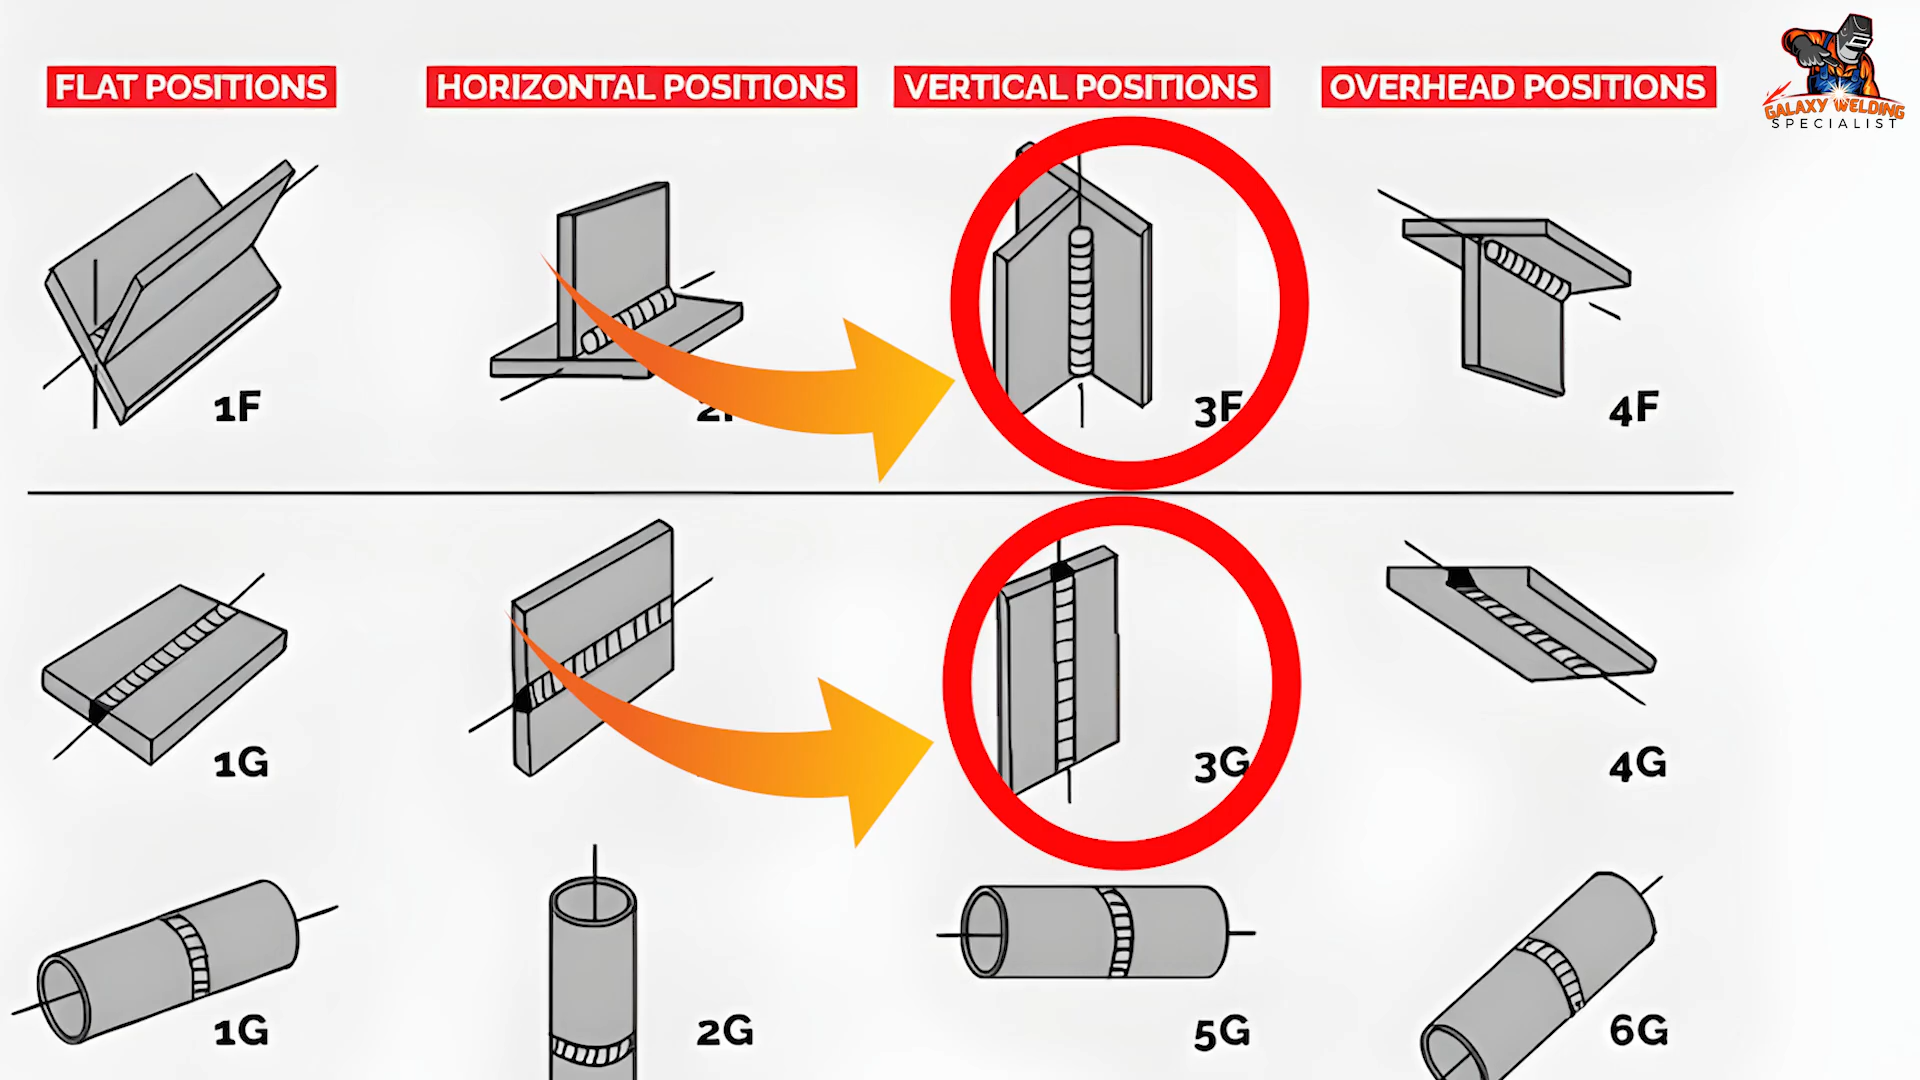 FLAT POSITIONS
HORIZONTAL POSITIONS
VERTICAL POSITIONS
OVERHEAD POSITIONS
GALAXY WELDING
SPECIALIST
1F
3F
4F
1G
3G
4G
1G
2G
5G
6G